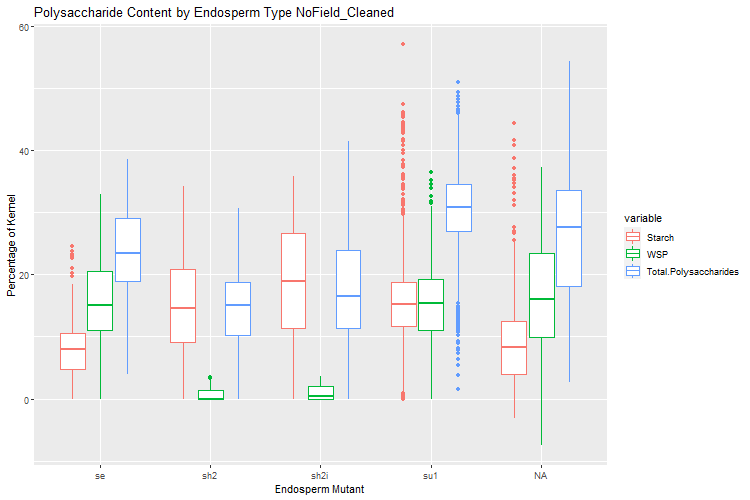 Polysaccharide Content by Endosperm Type NoField_Cleaned
60
40
20
0
Percentage of Kernel
se
sh2
sh2i
su1
NA
Endosperm Mutant
variable
Starch
WSP
Total.Polysaccharides